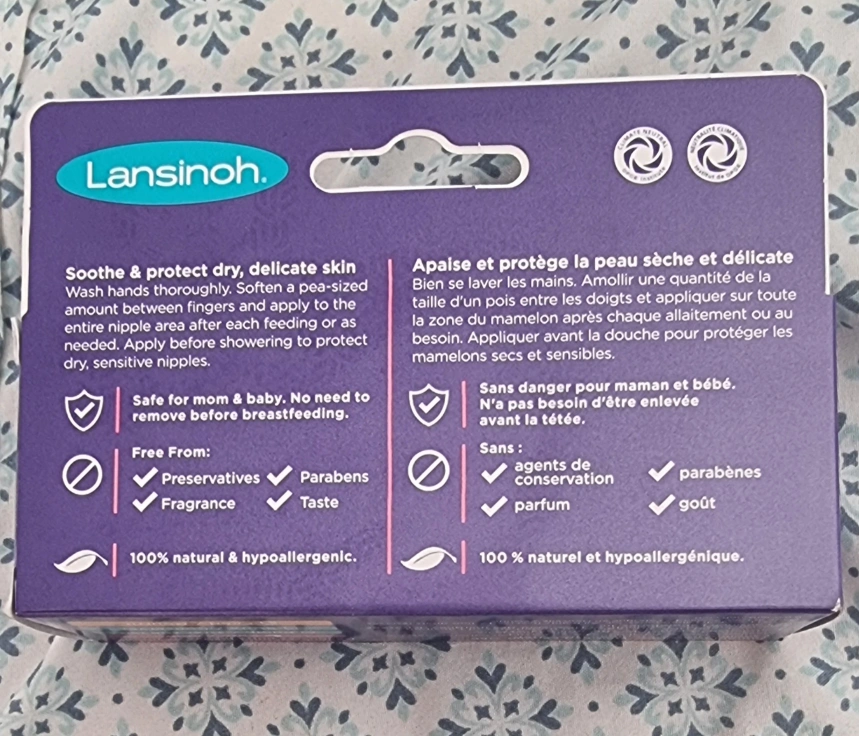 Lansinoh.
CLIMATE NEUTRAL
NEUTRALITÉ CLIMATIQUE
Soothe & protect dry, delicate skin
Wash hands thoroughly. Soften a pea-sized
amount between fingers and apply to the
entire nipple area after each feeding or as
needed. Apply before showering to protect
dry, sensitive nipples.
Safe for mom & baby. No need to
remove before breastfeeding.
Free From:
Preservatives Parabens
Fragrance Taste
100% natural & hypoallergenic.
Apaise et protège la peau sèche et délicate
Bien se laver les mains. Amollir une quantité de la
taille d'un pois entre les doigts et appliquer sur toute
la zone du mamelon après chaque allaitement ou au
besoin. Appliquer avant la douche pour protéger les
mamelons secs et sensibles.
Sans danger pour maman et bébé.
N'a pas besoin d'être enlevée
avant la tétée.
Sans :
agents de
conservation parabènes
parfum goût
100 % naturel et hypoallergénique.